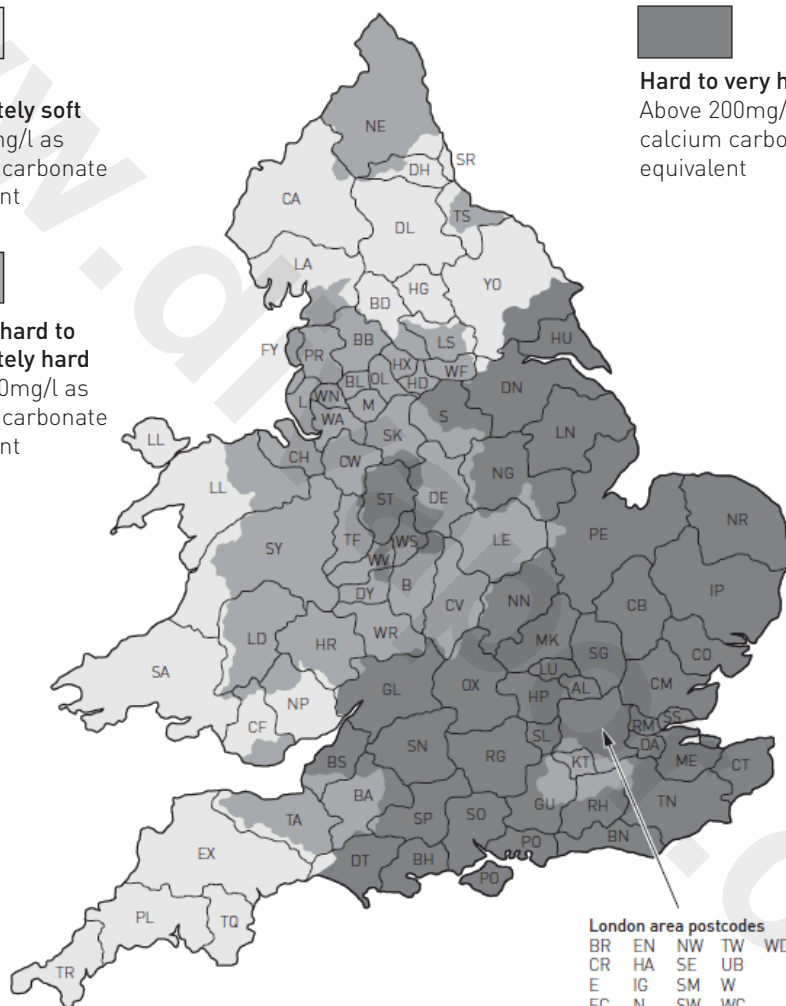 tely soft
mg/l as
carbonate
nt
hard to
tely hard
0mg/l as
carbonate
nt
Hard to very h
Above 200mg/
calcium carbo
equivalent
NE
SR
DH
CA
TS
DL
LA
HG
YO
BD
FY
PR
BB
LS
HU
HX
WF
BL
OL
HD
DN
L
WN
M
S
WA
SK
LN
LL
CH
CW
NG
LL
ST
DE
NR
SY
TF
WS
LE
PE
WV
DY
B
IP
CV
NN
CB
LD
HR
WR
MK
SA
SG
CO
LU
GL
OX
AL
CM
NP
HP
CF
RM
SS
SL
DA
BS
SN
RG
KT
ME
CT
BA
GU
RH
TN
TA
SP
SO
BN
EX
DT
BH
PO
PO
PL
TQ
TR
London area postcodes
BR EN NW TW WD
CR HA SE UB
E IG SM W
EC N SW WC